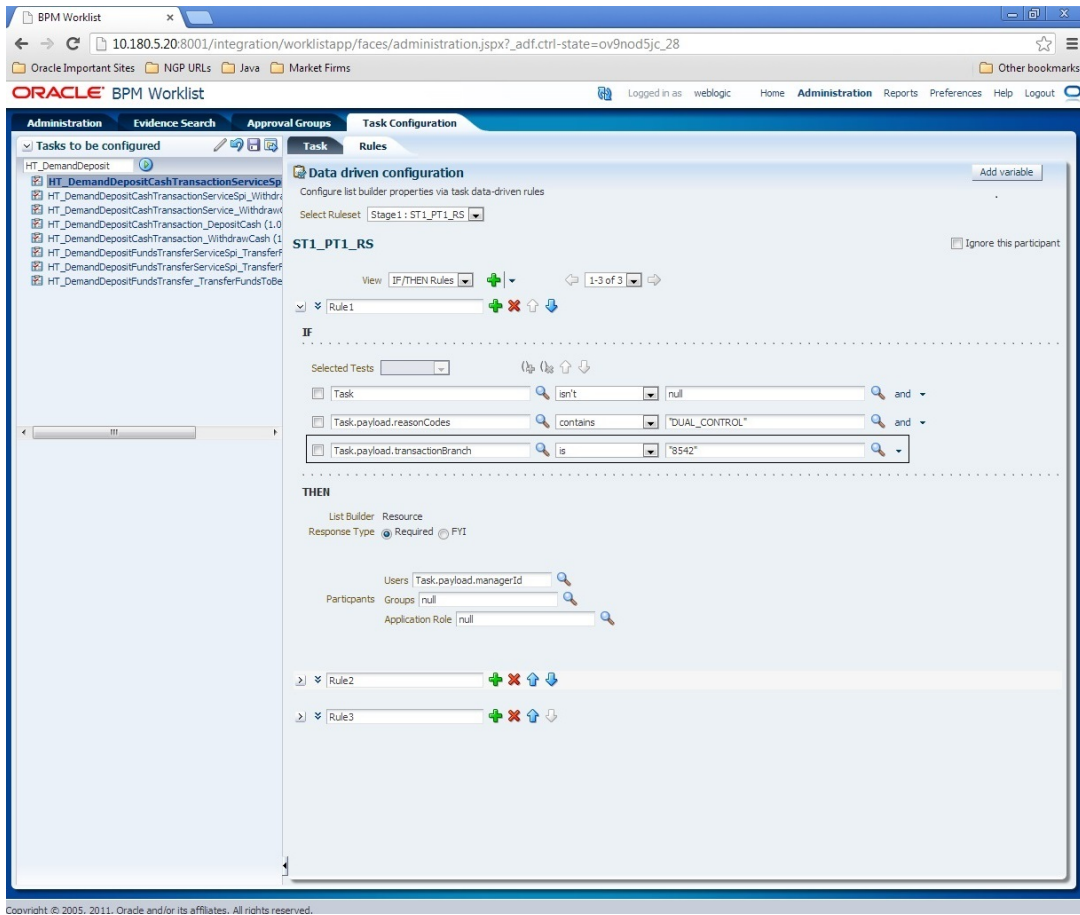 BPM Worklist
10.180.5.20:8001/integration/worklistapp/faces/administration.jspx?_adf.ctrl-state=ov9nod5jc_28
Oracle Important Sites NGP URLs Java Market Firms Other bookmarks
ORACLE BPM Worklist Logged in as weblogic Home Administration Reports Preferences Help Logout
Administration Evidence Search Approval Groups Task Configuration
Tasks to be configured Task Rules
HT_DemandDeposit
HT_DemandDepositCashTransactionServiceSp
HT_DemandDepositCashTransactionServiceSpi_Withdra
HT_DemandDepositCashTransactionService_Withdraw
HT_DemandDepositCashTransaction_DepositCash (1.0
HT_DemandDepositCashTransaction_WithdrawCash (1
HT_DemandDepositFundsTransferServiceSpi_TransferF
HT_DemandDepositFundsTransferServiceSpi_TransferF
HT_DemandDepositFundsTransfer_TransferFundsToBe
Data driven configuration Add variable
Configure list builder properties via task data-driven rules
Select Ruleset Stage1 : ST1_PT1_RS
ST1_PT1_RS Ignore this participant
View IF/THEN Rules 1-3 of 3
Rule1
IF
Selected Tests
Task isn't null and
Task.payload.reasonCodes contains "DUAL_CONTROL" and
Task.payload.transactionBranch is "8542"
THEN
List Builder Resource
Response Type Required FYI
Users Task.payload.managerId
Particpants Groups null
Application Role null
Rule2
Rule3
Copyright © 2005, 2011, Oracle and/or its affiliates. All rights reserved.